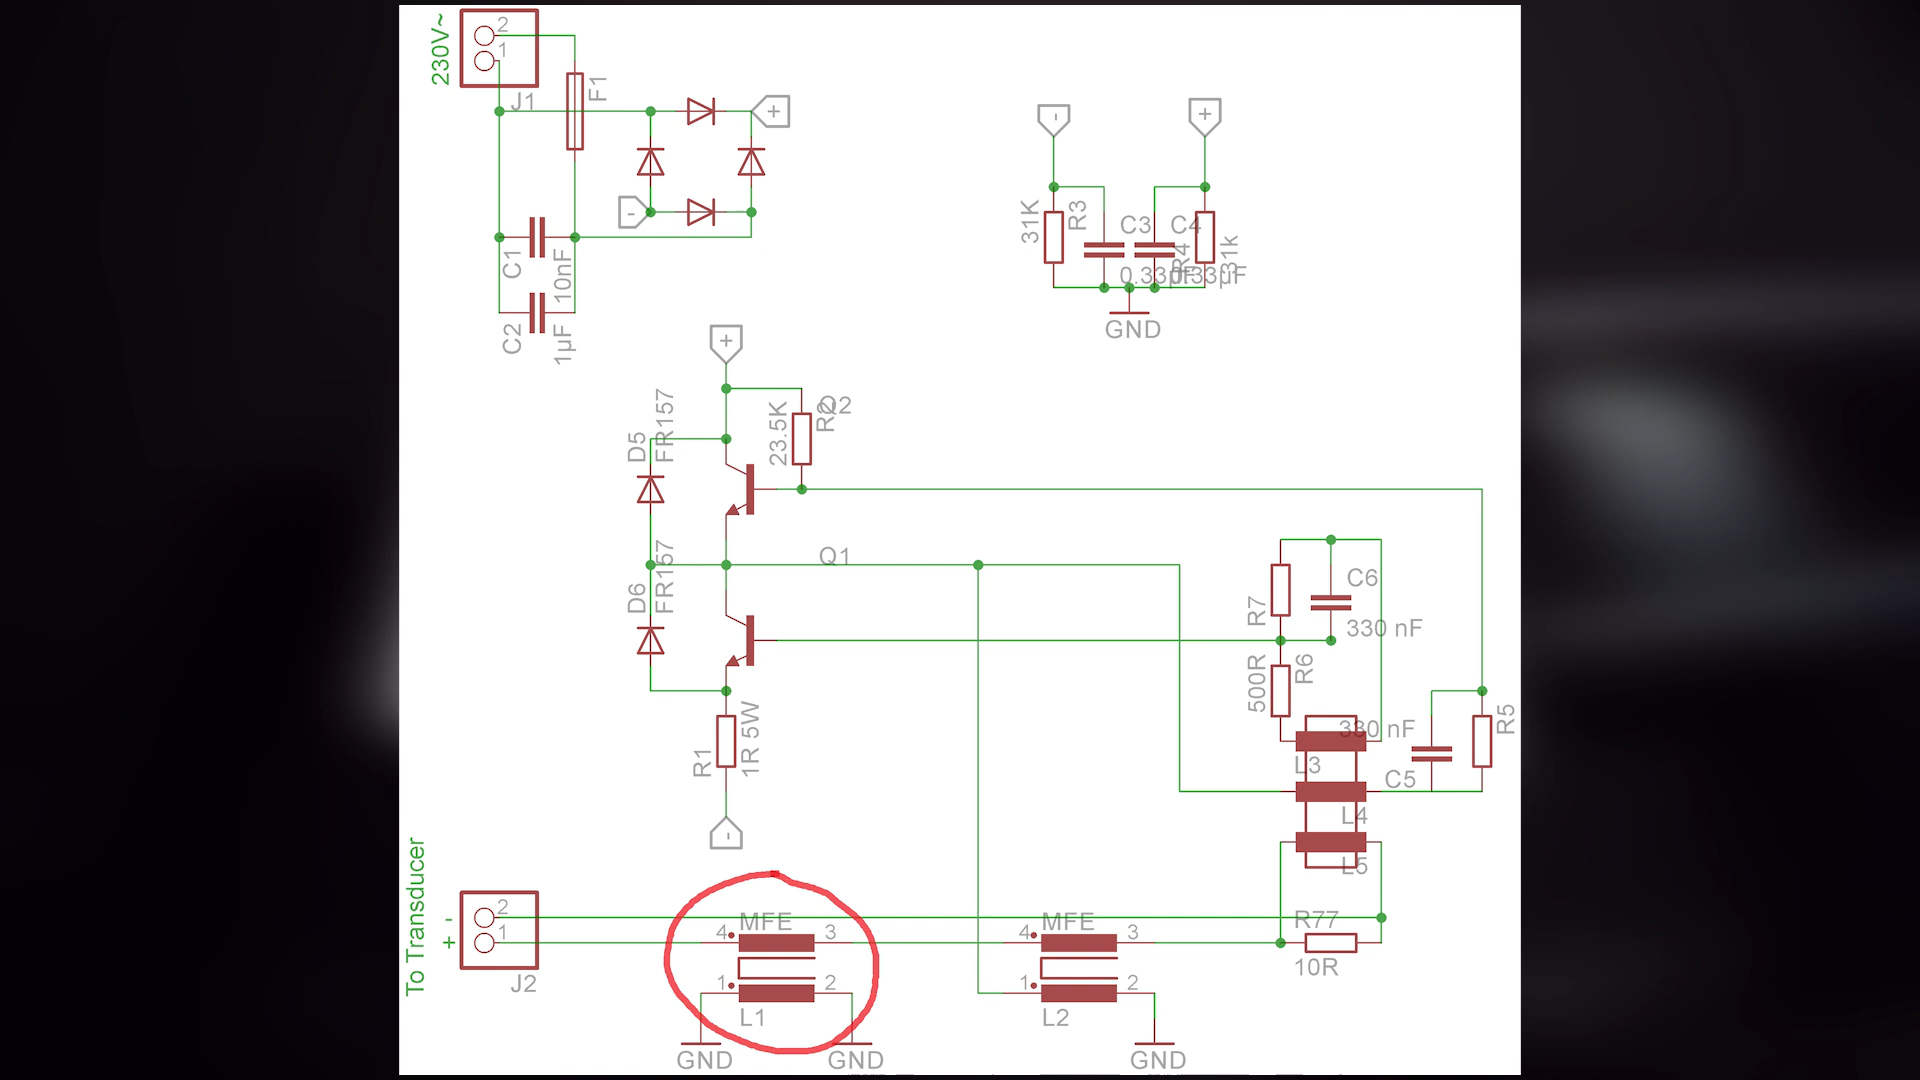 230V~
2
1
J1
F1
+
-
C1
10nF
C2
1µF
-
+
31K
R3
C3
C4
R4
31k
0.33µF
0.33µF
GND
+
D5
FR157
23.5K
R2
Q2
Q1
D6
FR157
R1
1R 5W
-
R7
C6
330 nF
500R
R6
330 nF
L3
C5
L4
L5
R5
To Transducer
- 2
+ 1
J2
MFE
4
3
1
2
L1
GND
GND
MFE
4
3
1
2
L2
GND
R77
10R